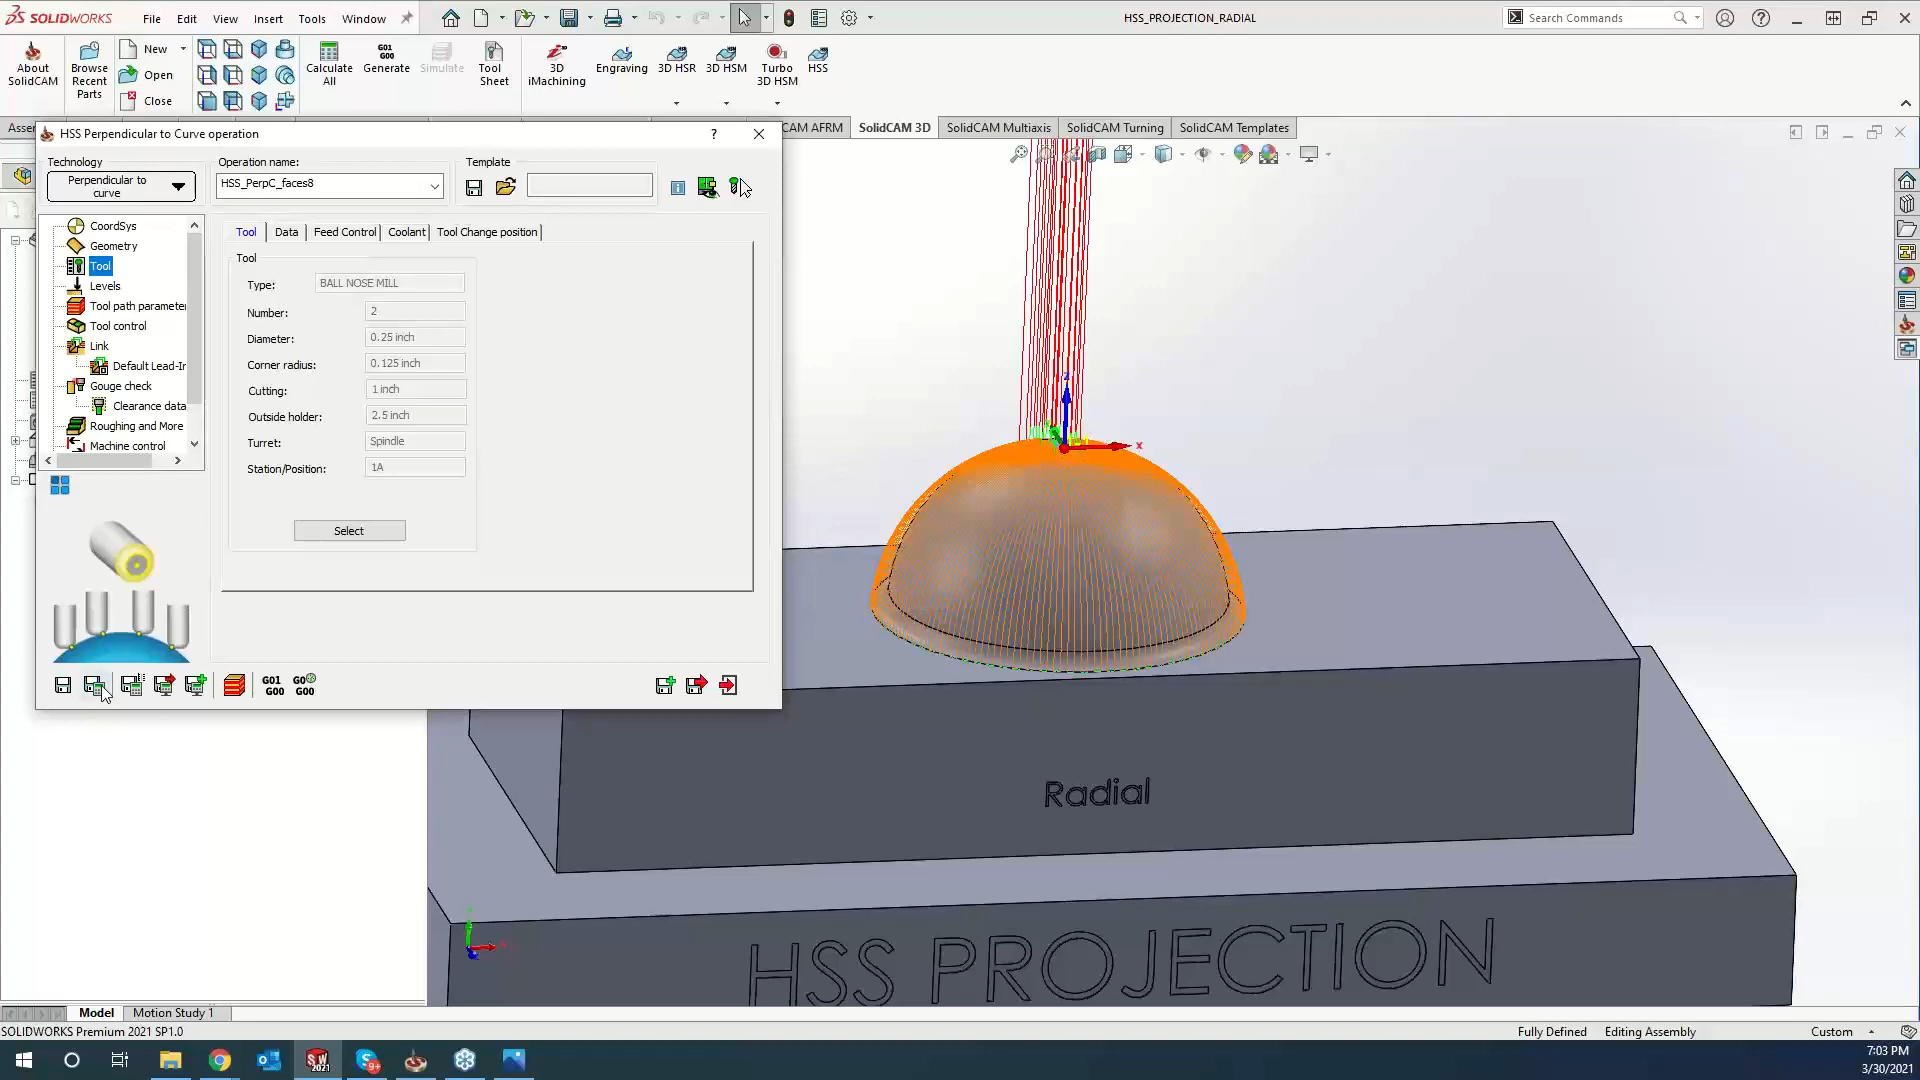 SOLIDWORKS File Edit View Insert Tools Window
HSS_PROJECTION_RADIAL
Search Commands
About SolidCAM
Browse Recent Parts
New
Open
Close
Calculate All
G01 G00 Generate
Simulate
Tool Sheet
3D iMachining
Engraving
3D HSR
3D HSM
Turbo 3D HSM
HSS
CAM AFRM
SolidCAM 3D
SolidCAM Multiaxis
SolidCAM Turning
SolidCAM Templates
HSS Perpendicular to Curve operation
?
Technology
Perpendicular to curve
Operation name:
HSS_PerpC_faces8
Template
CoordSys
Geometry
Tool
Levels
Tool path parameter
Tool control
Link
Default Lead-Ir
Gouge check
Clearance data
Roughing and More
Machine control
Tool Data Feed Control Coolant Tool Change position
Tool
Type: BALL NOSE MILL
Number: 2
Diameter: 0.25 inch
Corner radius: 0.125 inch
Cutting: 1 inch
Outside holder: 2.5 inch
Turret: Spindle
Station/Position: 1A
Select
G01 G00
Z
X
Radial
HSS PROJECTION
Model
Motion Study 1
SOLIDWORKS Premium 2021 SP1.0
Fully Defined
Editing Assembly
Custom
7:03 PM
3/30/2021